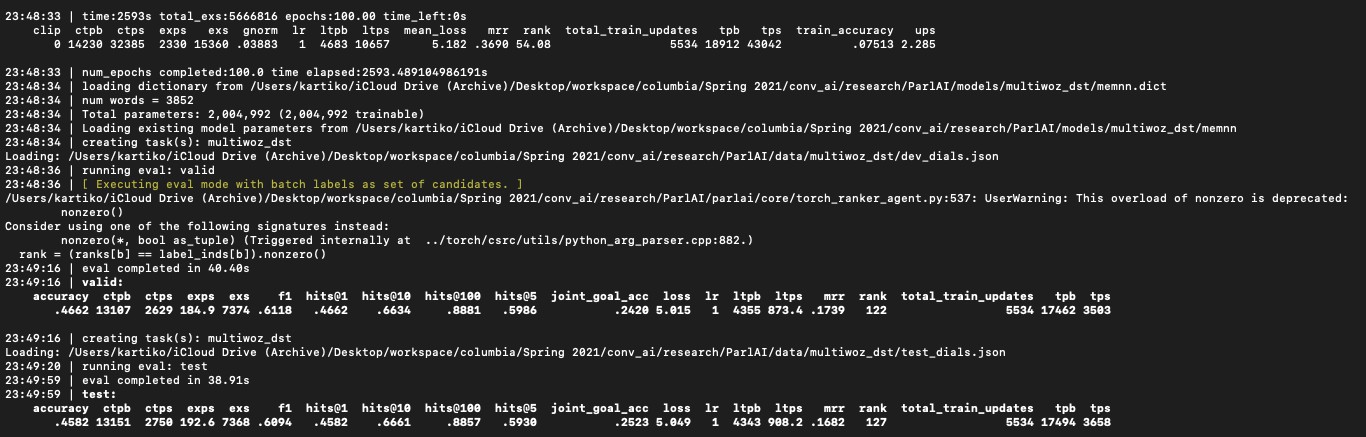 23:48:33 | time:2593s total_exs:5666816 epochs:100.00 time_left:0s
clip ctpb ctps exps exs gnorm lr ltpb ltps mean_loss mrr rank total_train_updates tpb tps train_accuracy ups
0 14230 32385 2330 15360 .03883 1 4683 10657 5.182 .3690 54.08 5534 18912 43042 .07513 2.285
23:48:33 | num_epochs completed:100.0 time elapsed:2593.489104986191s
23:48:34 | loading dictionary from /Users/kartiko/iCloud Drive (Archive)/Desktop/workspace/columbia/Spring 2021/conv_ai/research/ParlAI/models/multiwoz_dst/memnn.dict
23:48:34 | num words = 3852
23:48:34 | Total parameters: 2,004,992 (2,004,992 trainable)
23:48:34 | Loading existing model parameters from /Users/kartiko/iCloud Drive (Archive)/Desktop/workspace/columbia/Spring 2021/conv_ai/research/ParlAI/models/multiwoz_dst/memnn
23:48:34 | creating task(s): multiwoz_dst
Loading: /Users/kartiko/iCloud Drive (Archive)/Desktop/workspace/columbia/Spring 2021/conv_ai/research/ParlAI/data/multiwoz_dst/dev_dials.json
23:48:36 | running eval: valid
23:48:36 | [ Executing eval mode with batch labels as set of candidates. ]
/Users/kartiko/iCloud Drive (Archive)/Desktop/workspace/columbia/Spring 2021/conv_ai/research/ParlAI/parlai/core/torch_ranker_agent.py:537: UserWarning: This overload of nonzero is deprecated:
nonzero()
Consider using one of the following signatures instead:
nonzero(*, bool as_tuple) (Triggered internally at ../torch/csrc/utils/python_arg_parser.cpp:882.)
rank = (ranks[b] == label_inds[b]).nonzero()
23:49:16 | eval completed in 40.40s
23:49:16 | valid:
accuracy ctpb ctps exps exs f1 hits@1 hits@10 hits@100 hits@5 joint_goal_acc loss lr ltpb ltps mrr rank total_train_updates tpb tps
.4662 13107 2629 184.9 7374 .6118 .4662 .6634 .8881 .5986 .2420 5.015 1 4355 873.4 .1739 122 5534 17462 3503
23:49:16 | creating task(s): multiwoz_dst
Loading: /Users/kartiko/iCloud Drive (Archive)/Desktop/workspace/columbia/Spring 2021/conv_ai/research/ParlAI/data/multiwoz_dst/test_dials.json
23:49:20 | running eval: test
23:49:59 | eval completed in 38.91s
23:49:59 | test:
accuracy ctpb ctps exps exs f1 hits@1 hits@10 hits@100 hits@5 joint_goal_acc loss lr ltpb ltps mrr rank total_train_updates tpb tps
.4582 13151 2750 192.6 7368 .6094 .4582 .6661 .8857 .5930 .2523 5.049 1 4343 908.2 .1682 127 5534 17494 3658